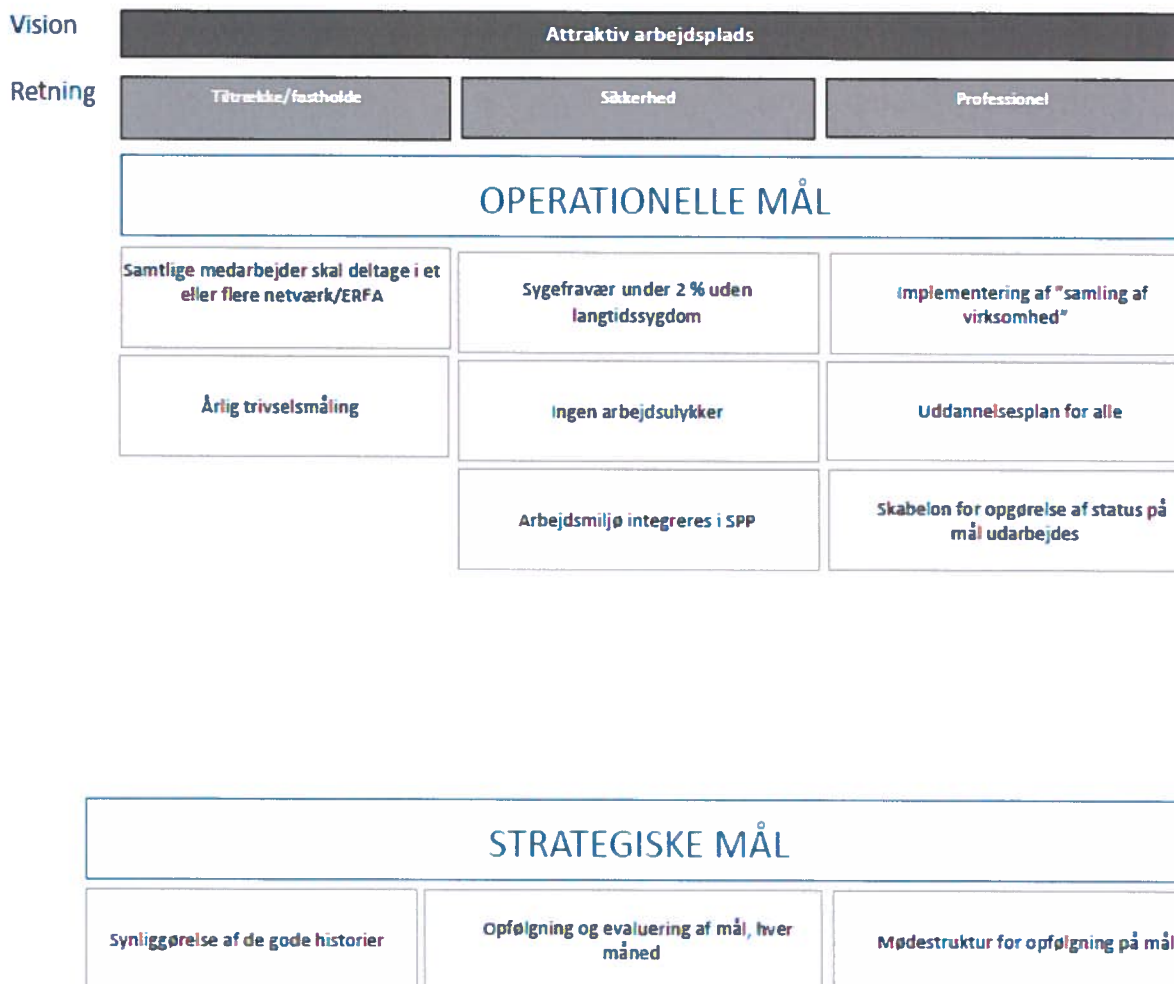 Vision
Attraktiv arbejdsplads
Retning
Tiltrække/fastholde
Sikkerhed
Professionel
OPERATIONELLE MÅL
Samtlige medarbejder skal deltage i et
eller flere netværk/ERFA
Sygefravær under 2 % uden
langtidssygdom
Implementering af "samling af
virksomhed"
Årlig trivselsmåling
Ingen arbejdsulykker
Uddannelsesplan for alle
Arbejdsmiljø integreres i SPP
Skabelon for opgørelse af status på
mål udarbejdes
STRATEGISKE MÅL
Synliggørelse af de gode historier
Opfølgning og evaluering af mål, hver
måned
Mødestruktur for opfølgning på mål